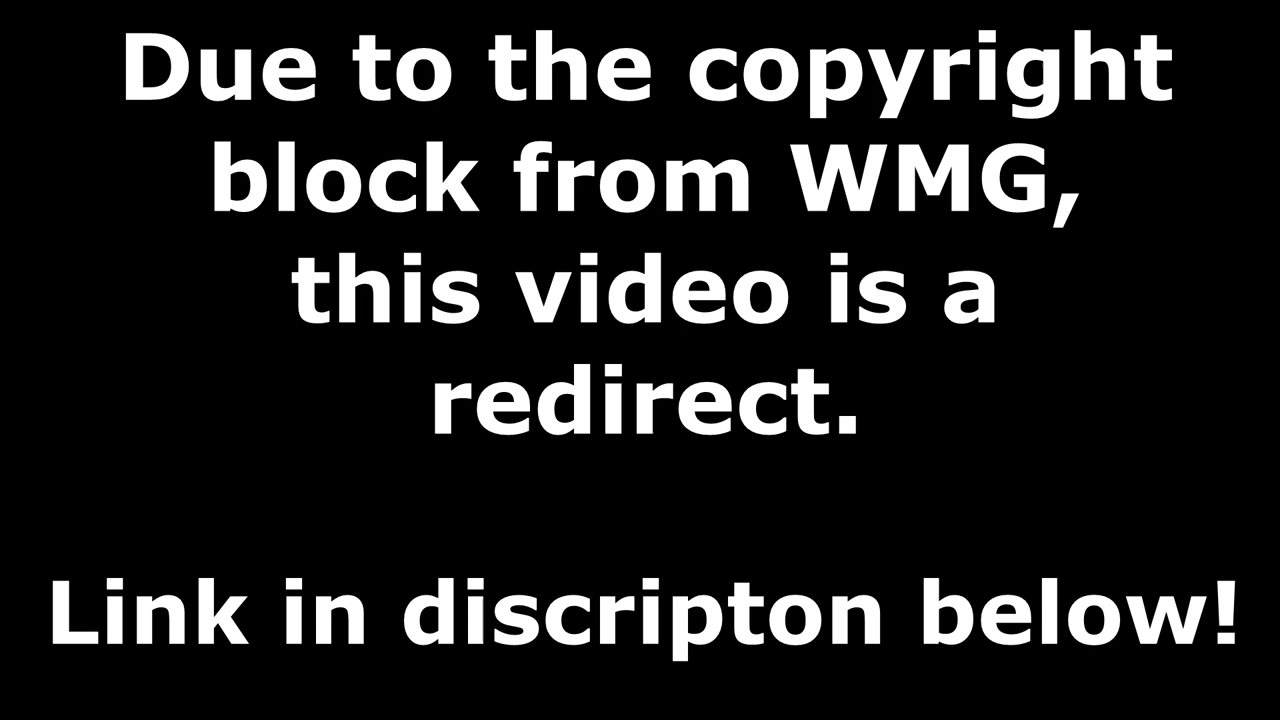 Due to the copyright
block from WMG,
this video is a
redirect.
Link in discripton below!